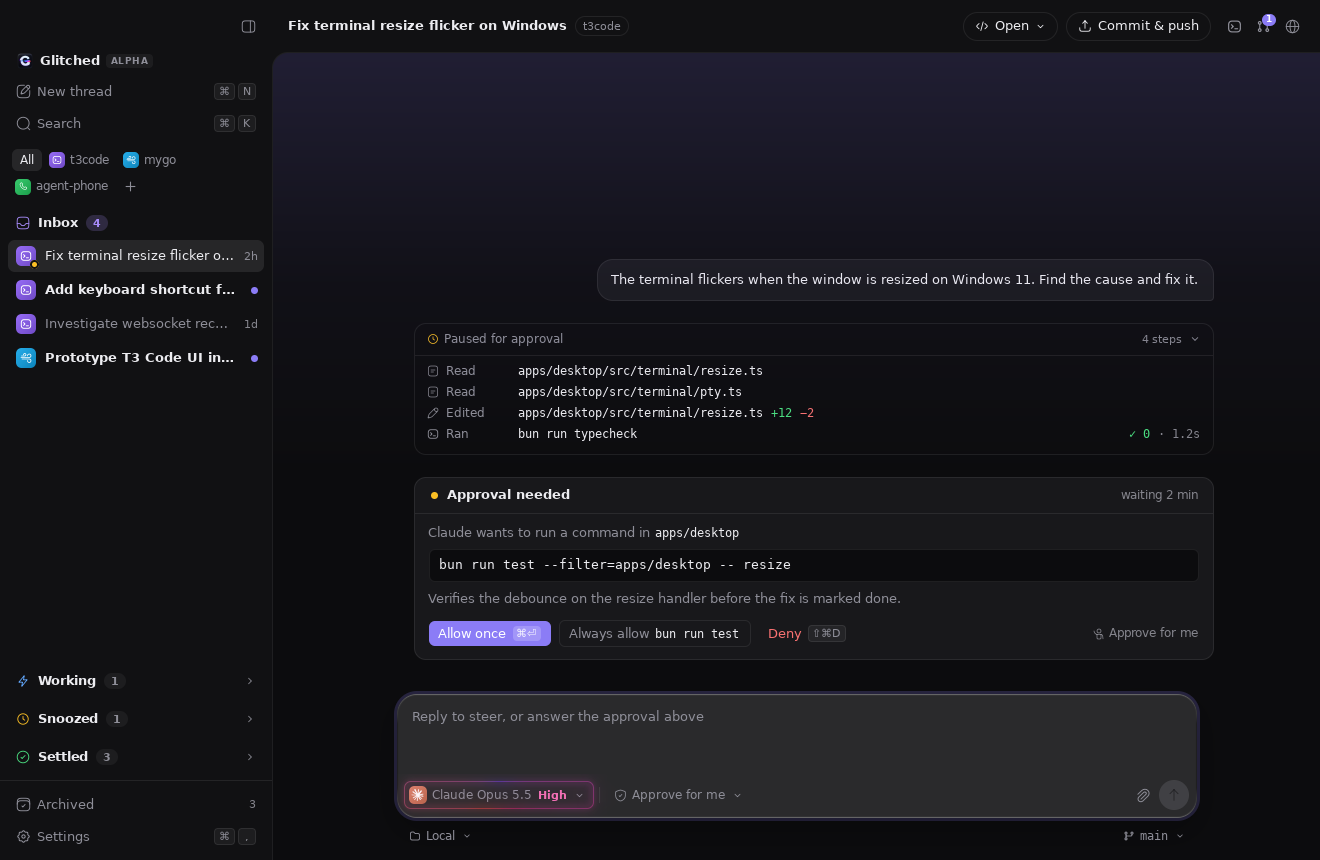 Fix terminal resize flicker on Windows t3code Open Commit & push 1
Glitched ALPHA
New thread ⌘ N
Search ⌘ K
All t3code mygo
agent-phone +
Inbox 4
Fix terminal resize flicker o... 2h
Add keyboard shortcut f...
Investigate websocket rec... 1d
Prototype T3 Code UI in...
Working 1
Snoozed 1
Settled 3
Archived 3
Settings ⌘ ,
The terminal flickers when the window is resized on Windows 11. Find the cause and fix it.
Paused for approval 4 steps
Read apps/desktop/src/terminal/resize.ts
Read apps/desktop/src/terminal/pty.ts
Edited apps/desktop/src/terminal/resize.ts +12 −2
Ran bun run typecheck ✓ 0 · 1.2s
Approval needed waiting 2 min
Claude wants to run a command in apps/desktop
bun run test --filter=apps/desktop -- resize
Verifies the debounce on the resize handler before the fix is marked done.
Allow once ⌘⏎ Always allow bun run test Deny ⇧⌘D Approve for me
Reply to steer, or answer the approval above
Claude Opus 5.5 High Approve for me
Local main